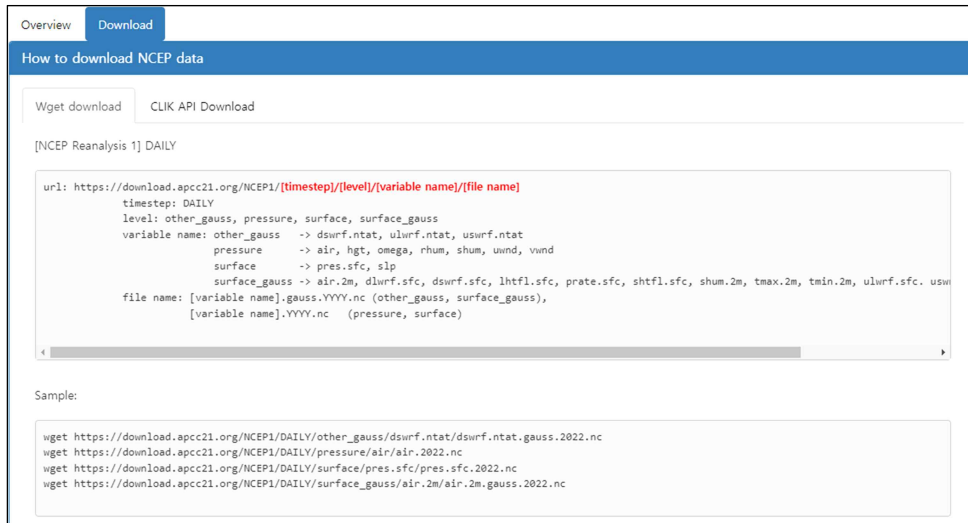 Overview Download
How to download NCEP data
Wget download CLIK API Download
[NCEP Reanalysis 1] DAILY
url: https://download.apcc21.org/NCEP1/[timestep]/[level]/[variable name]/[file name]
timestep: DAILY
level: other_gauss, pressure, surface, surface_gauss
variable name: other_gauss -> dswrf.ntat, ulwrf.ntat, uswrf.ntat
pressure -> air, hgt, omega, rhum, shum, uwnd, vwnd
surface -> pres.sfc, slp
surface_gauss -> air.2m, dlwrf.sfc, dswrf.sfc, lhtfl.sfc, prate.sfc, shtfl.sfc, shum.2m, tmax.2m, tmin.2m, ulwrf.sfc. 
file name: [variable name].gauss.YYYY.nc (other_gauss, surface_gauss),
[variable name].YYYY.nc (pressure, surface)
Sample:
wget https://download.apcc21.org/NCEP1/DAILY/other_gauss/dswrf.ntat/dswrf.ntat.gauss.2022.nc
wget https://download.apcc21.org/NCEP1/DAILY/pressure/air/air.2022.nc
wget https://download.apcc21.org/NCEP1/DAILY/surface/pres.sfc/pres.sfc.2022.nc
wget https://download.apcc21.org/NCEP1/DAILY/surface_gauss/air.2m/air.2m.gauss.2022.nc